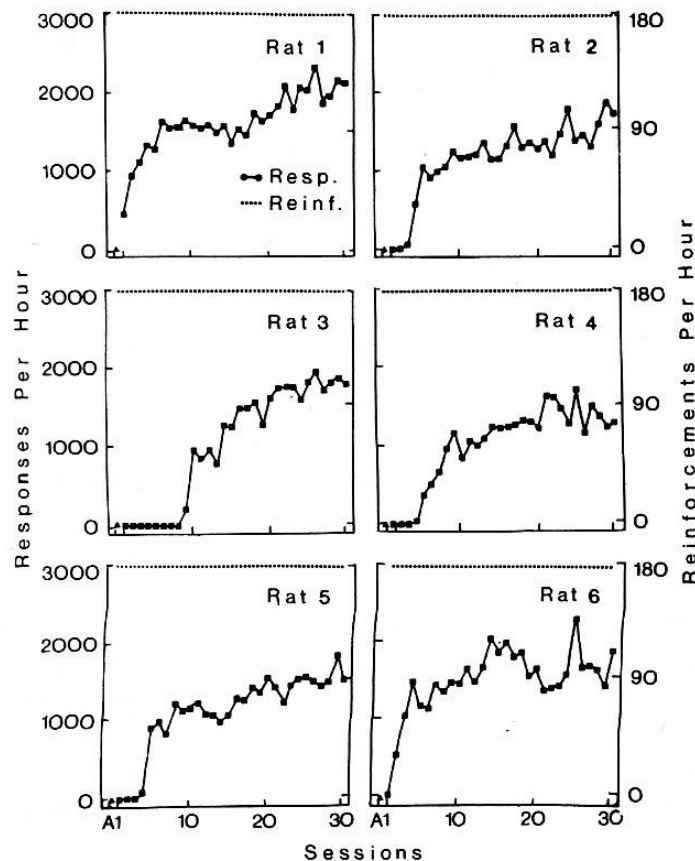 Rat 1
Rat 2
3000
2000
1000
0
180
90
0
Resp.
Reinf.
Rat 3
Rat 4
3000
2000
1000
0
180
90
0
Rat 5
Rat 6
3000
2000
1000
0
180
90
0
A1 10 20 30
A1 10 20 30
Responses Per Hour
Reinforcements Per Hour
Sessions